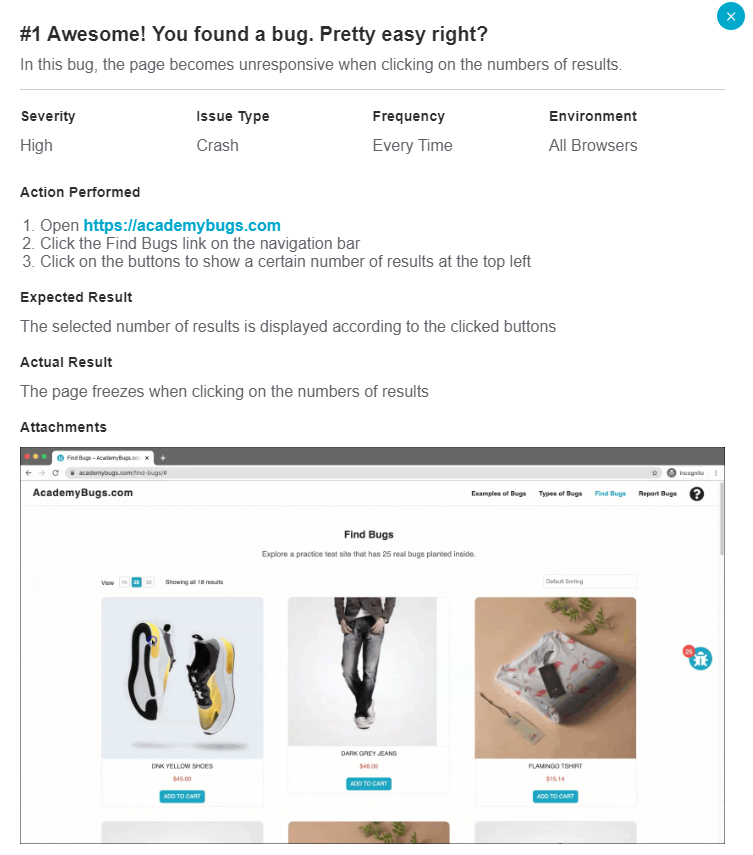 #1 Awesome! You found a bug. Pretty easy right?
In this bug, the page becomes unresponsive when clicking on the numbers of results.
Severity Issue Type Frequency Environment
High Crash Every Time All Browsers
Action Performed
1. Open https://academybugs.com
2. Click the Find Bugs link on the navigation bar
3. Click on the buttons to show a certain number of results at the top left
Expected Result
The selected number of results is displayed according to the clicked buttons
Actual Result
The page freezes when clicking on the numbers of results
Attachments
Find Bugs – AcademyBugs.co
academybugs.com/find-bugs/# Incognito
AcademyBugs.com Examples of Bugs Types of Bugs Find Bugs Report Bugs ?
Find Bugs
Explore a practice test site that has 25 real bugs planted inside.
View 25 Showing all 18 results Default Sorting
25
DNK YELLOW SHOES DARK GREY JEANS FLAMINGO TSHIRT
$45.00 $46.00 $15.14
ADD TO CART ADD TO CART ADD TO CART